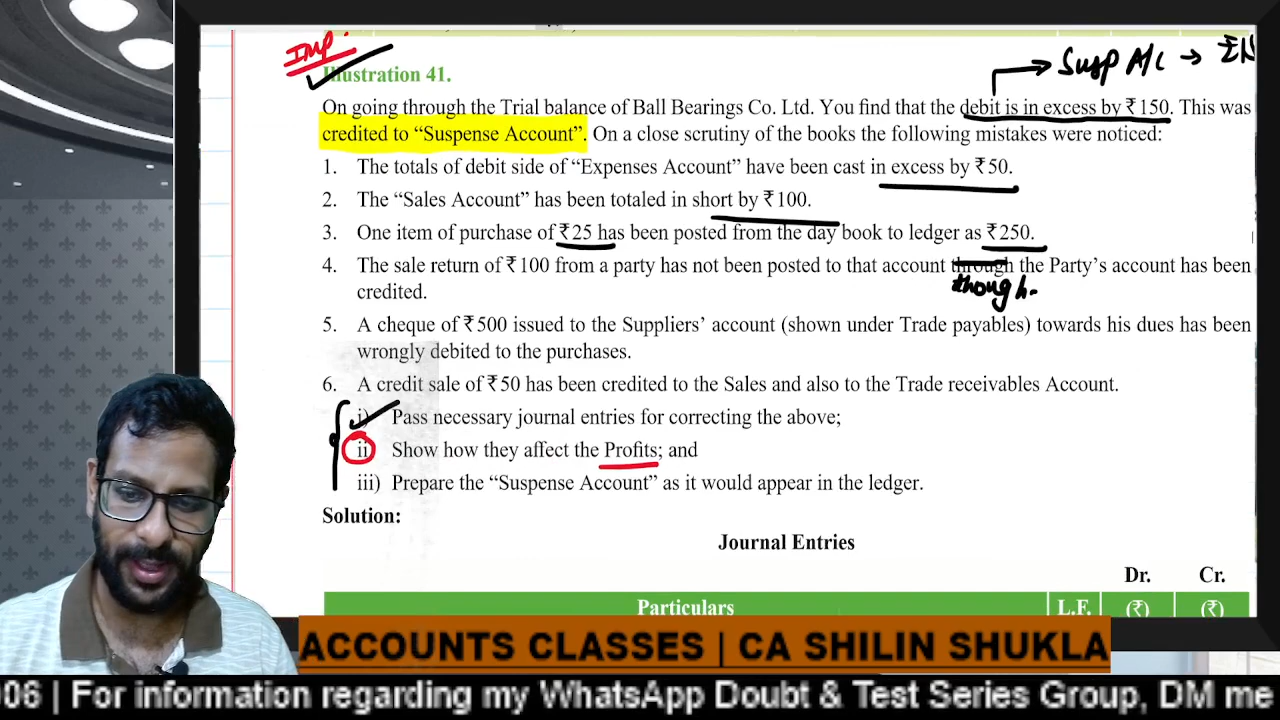 Imp.
Susp A/c → EN
Illustration 41.
On going through the Trial balance of Ball Bearings Co. Ltd. You find that the debit is in excess by ₹150. This was
credited to “Suspense Account”. On a close scrutiny of the books the following mistakes were noticed:
1. The totals of debit side of “Expenses Account” have been cast in excess by ₹50.
2. The “Sales Account” has been totaled in short by ₹100.
3. One item of purchase of ₹25 has been posted from the day book to ledger as ₹250.
4. The sale return of ₹100 from a party has not been posted to that account through the Party’s account has been
though.
credited.
5. A cheque of ₹500 issued to the Suppliers’ account (shown under Trade payables) towards his dues has been
wrongly debited to the purchases.
6. A credit sale of ₹50 has been credited to the Sales and also to the Trade receivables Account.
i) Pass necessary journal entries for correcting the above;
ii Show how they affect the Profits; and
iii) Prepare the “Suspense Account” as it would appear in the ledger.
Solution:
Journal Entries
Dr. Cr.
Particulars L.F. (₹) (₹)
ACCOUNTS CLASSES | CA SHILIN SHUKLA
006 | For information regarding my WhatsApp Doubt & Test Series Group, DM me